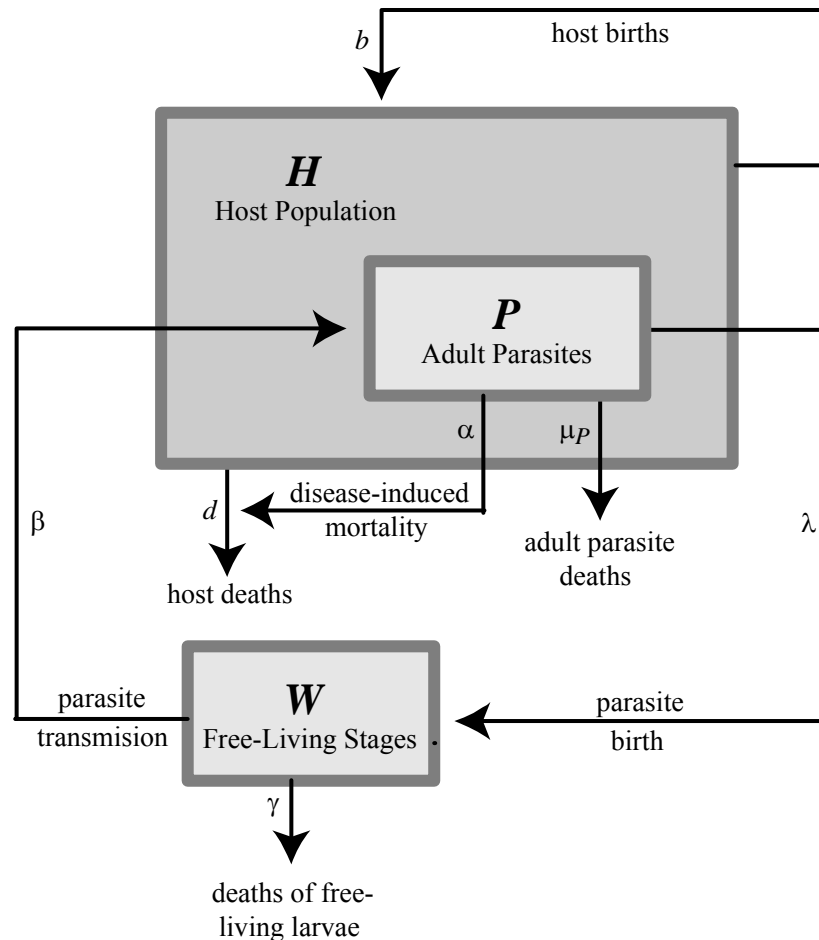 b
host births
H
Host Population
P
Adult Parasites
α
μP
d
disease-induced
mortality
β
adult parasite
deaths
λ
host deaths
W
Free-Living Stages
parasite
transmision
parasite
birth
γ
deaths of free-
living larvae